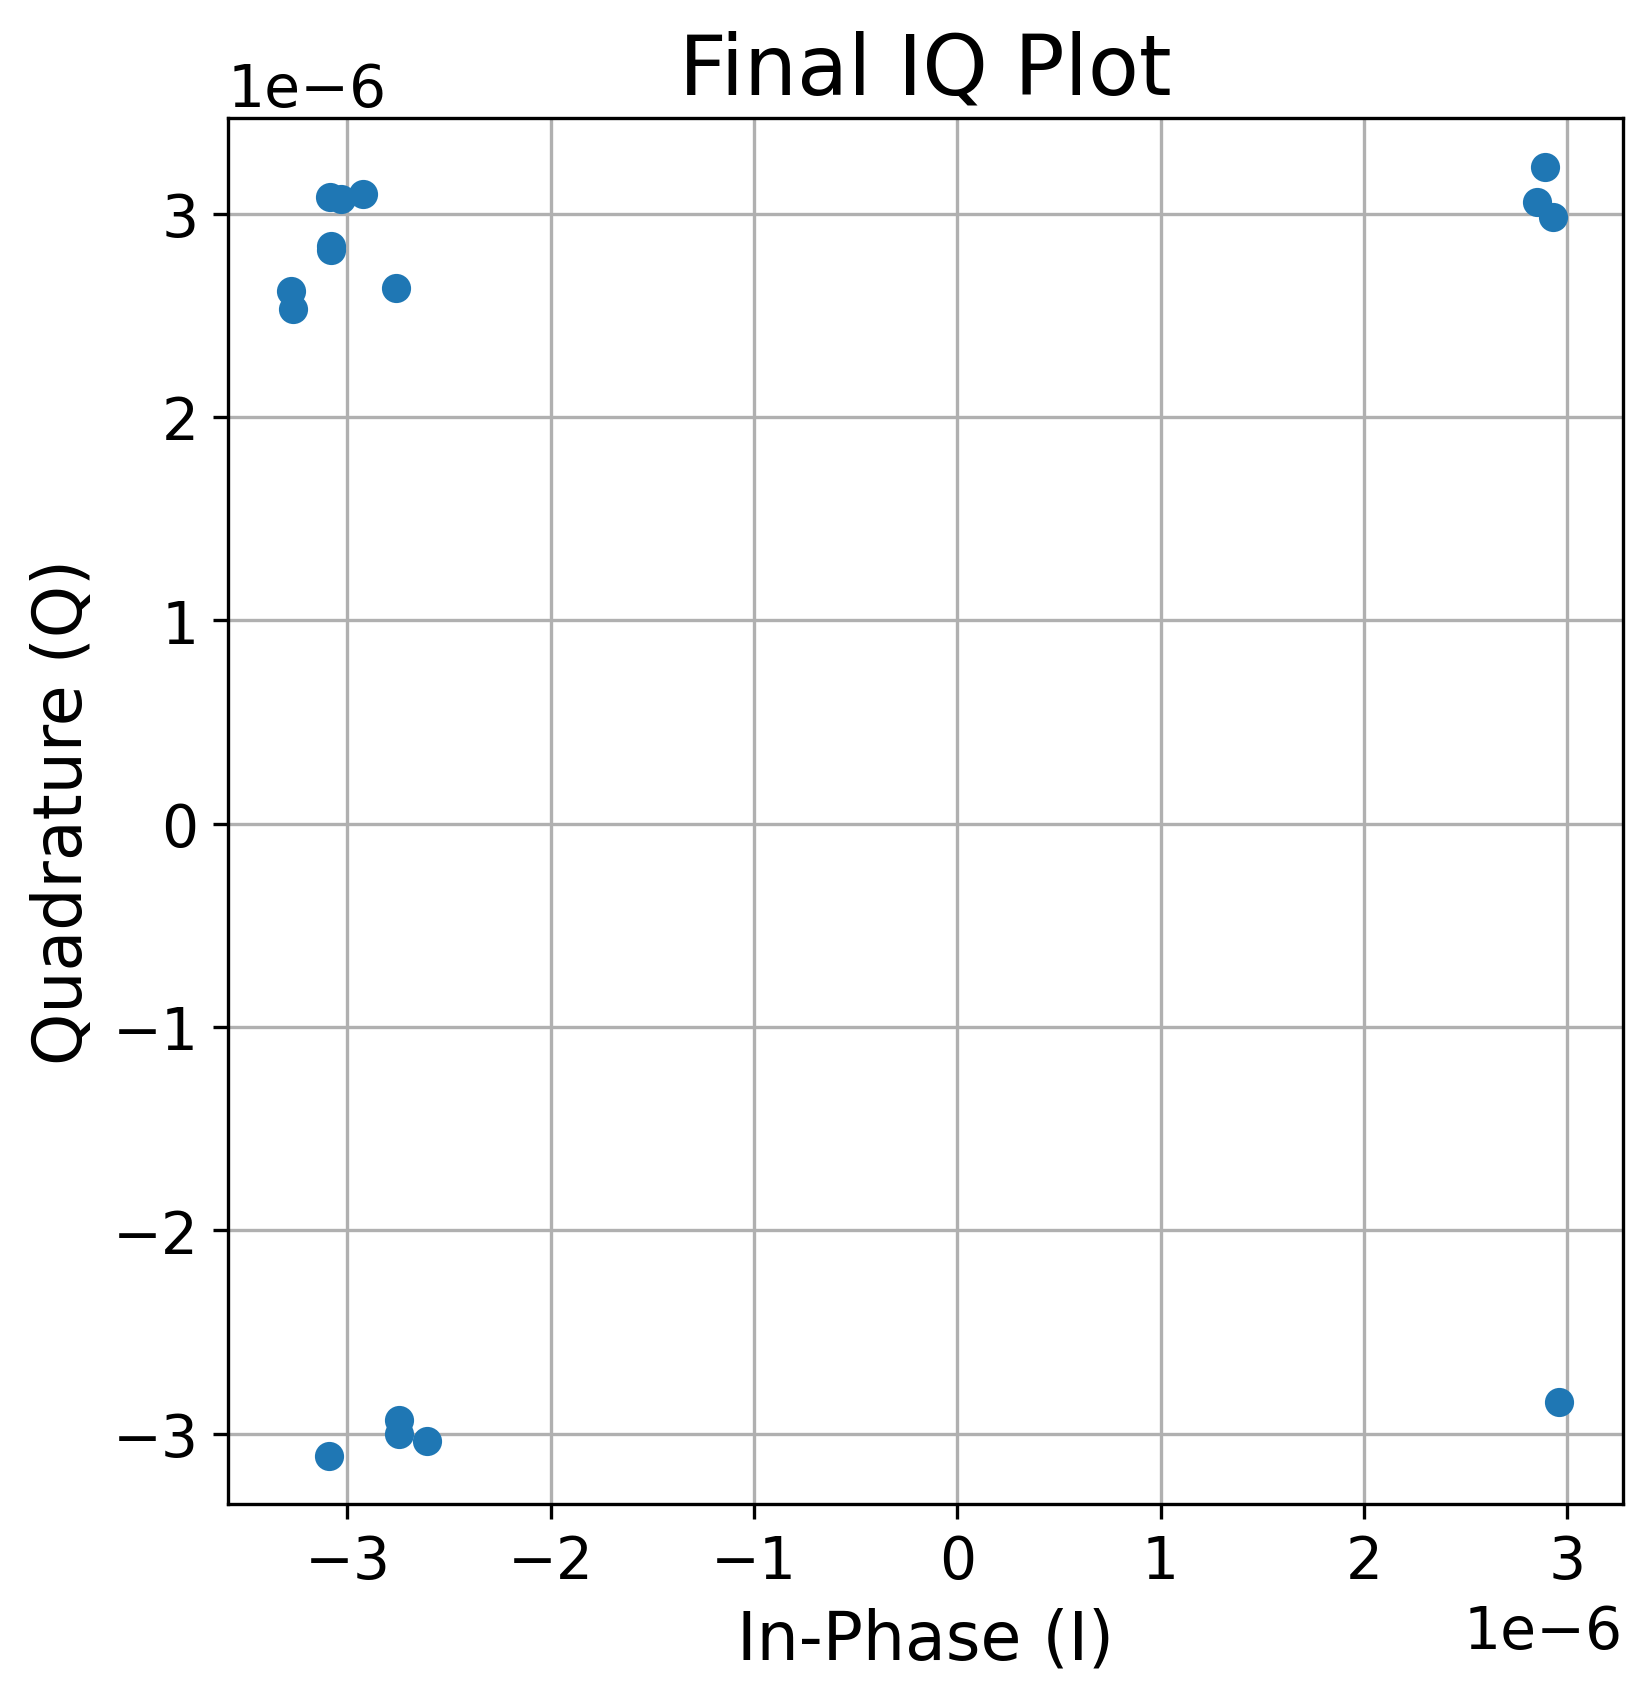 Final IQ Plot
1e−6
3
2
1
0
−1
−2
−3
Quadrature (Q)
−3 −2 −1 0 1 2 3
In-Phase (I)
1e−6